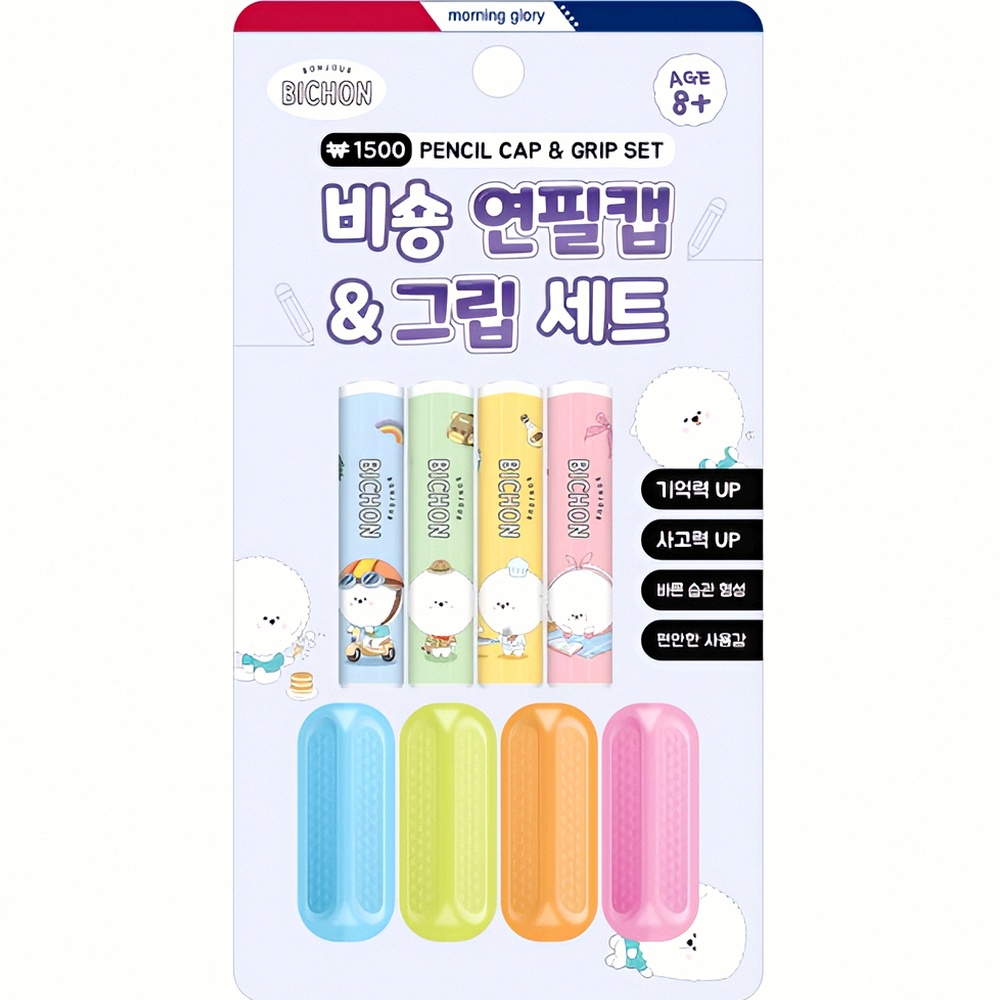 morning glory
BONJOUR
BICHON
AGE
8+
₩1500 PENCIL CAP & GRIP SET
비숑 연필캡
& 그립 세트
BICHON
BICHON
BICHON
BICHON
기억력 UP
사고력 UP
바른 습관 형성
편안한 사용감